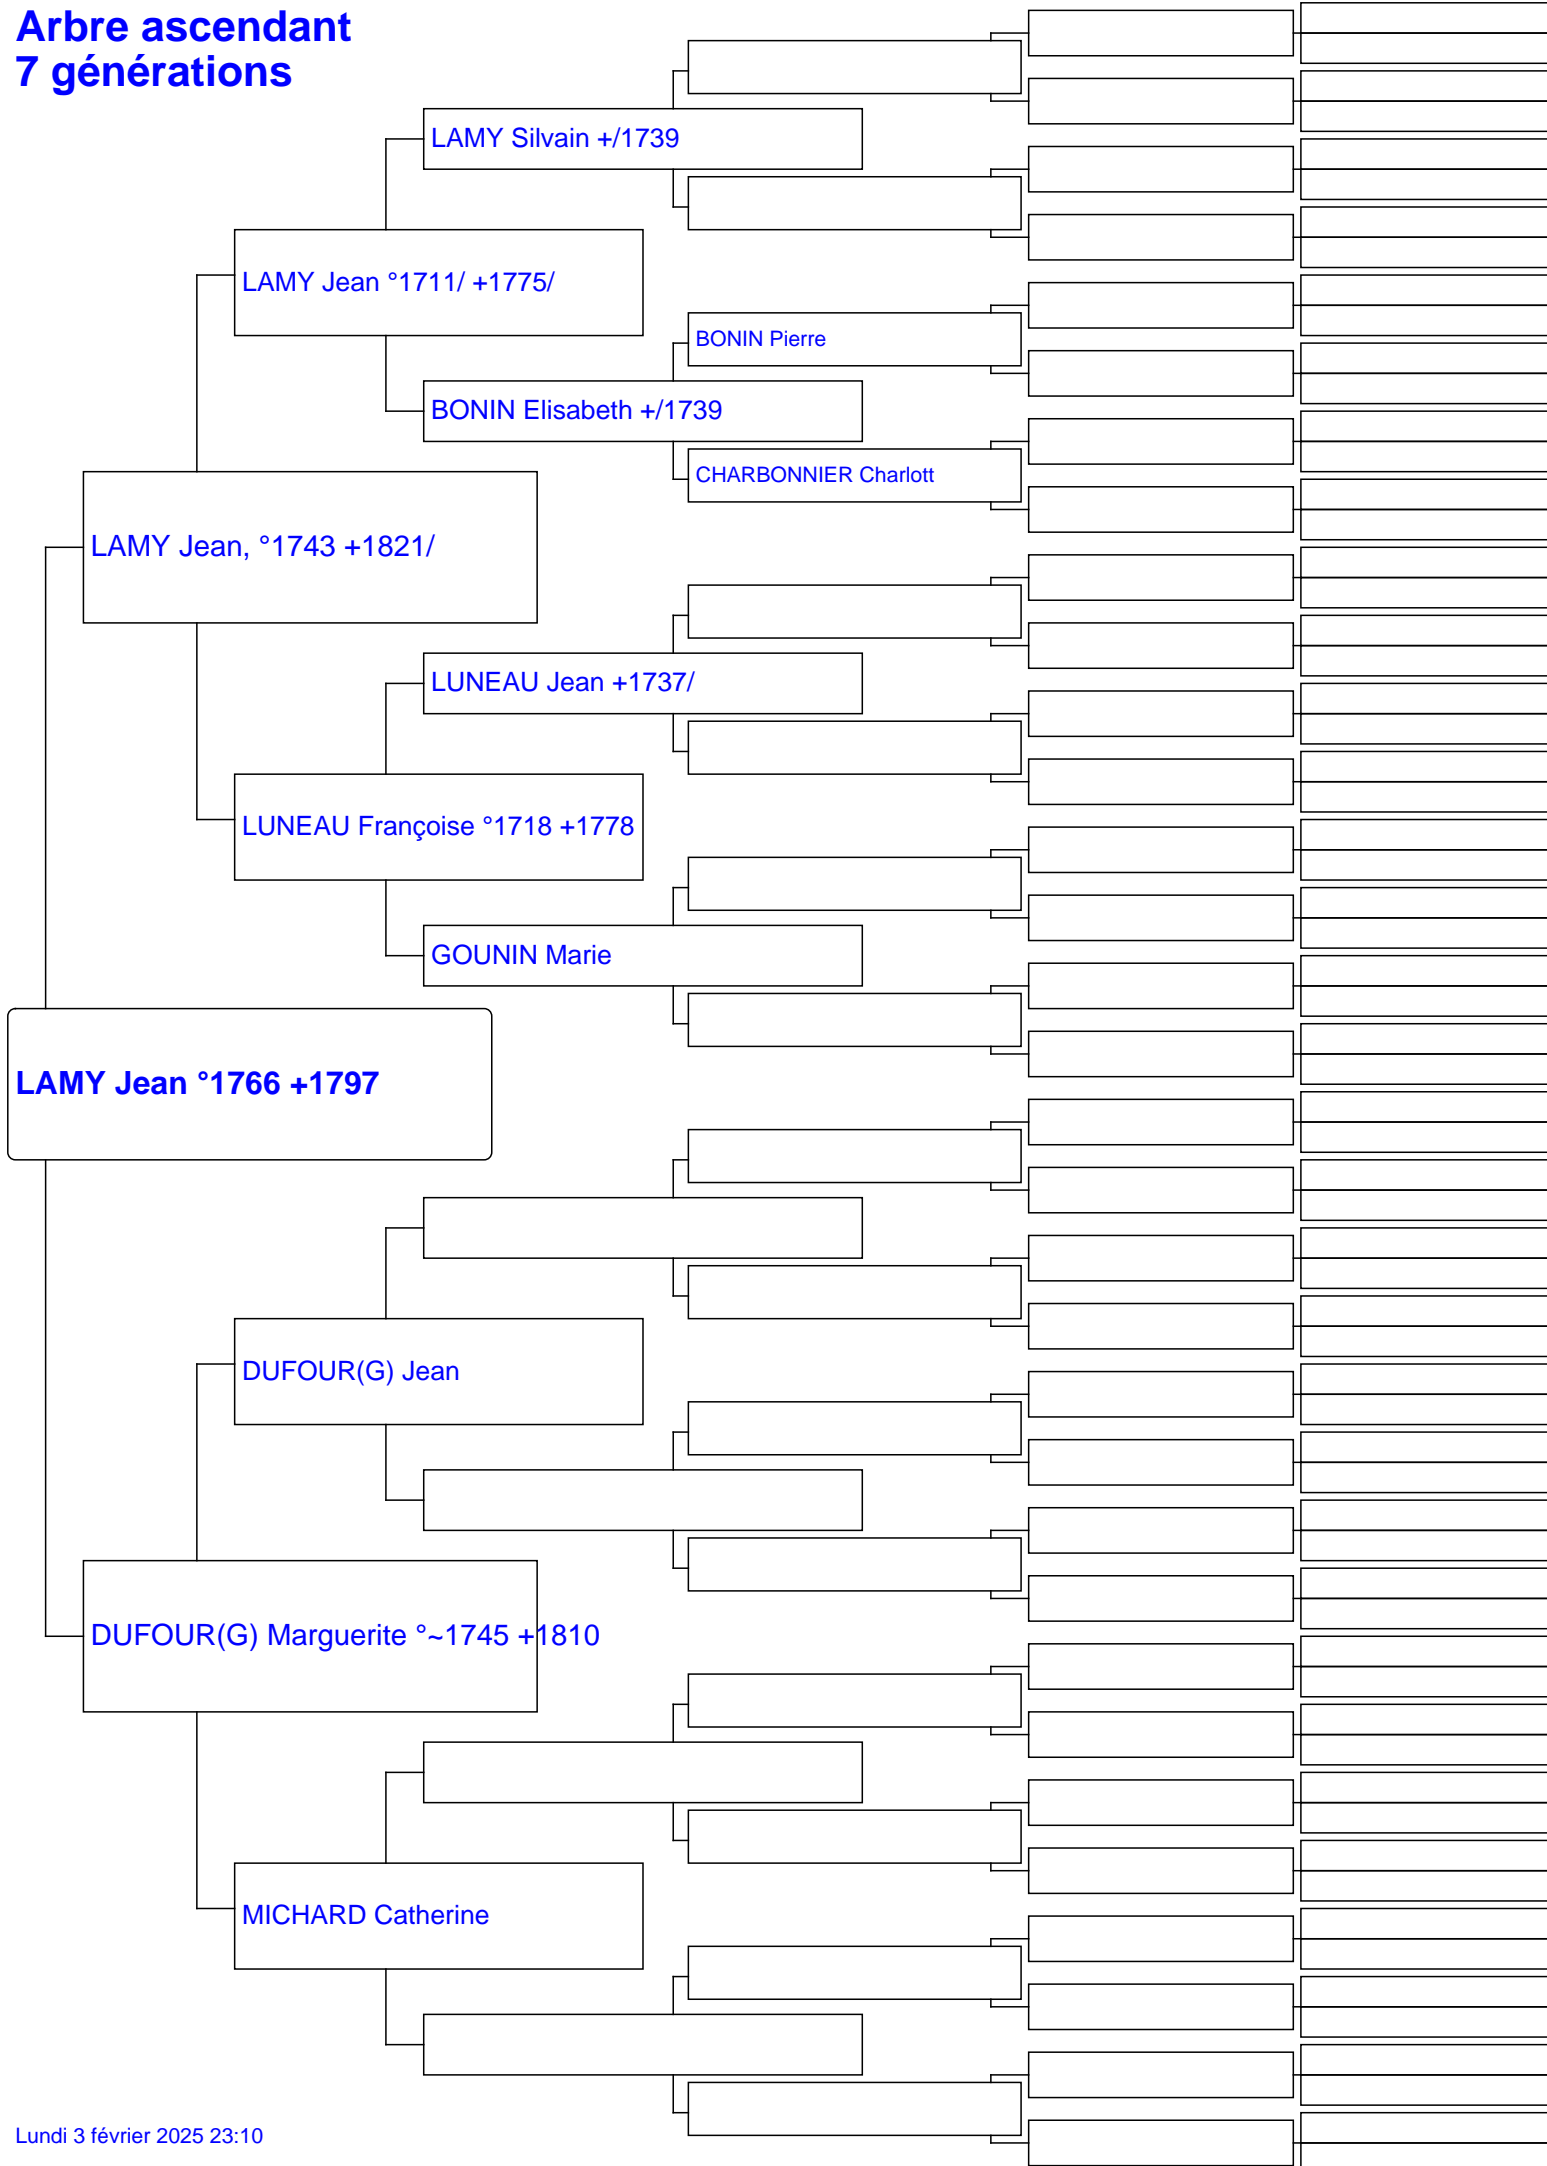 Arbre ascendant
7 générations
LAMY Silvain +/1739
LAMY Jean °1711/ +1775/
BONIN Pierre
BONIN Elisabeth +/1739
CHARBONNIER Charlott
LAMY Jean, °1743 +1821/
LUNEAU Jean +1737/
LUNEAU Françoise °1718 +1778
GOUNIN Marie
LAMY Jean °1766 +1797
DUFOUR(G) Jean
DUFOUR(G) Marguerite °~1745 +1810
MICHARD Catherine
Lundi 3 février 2025 23:10